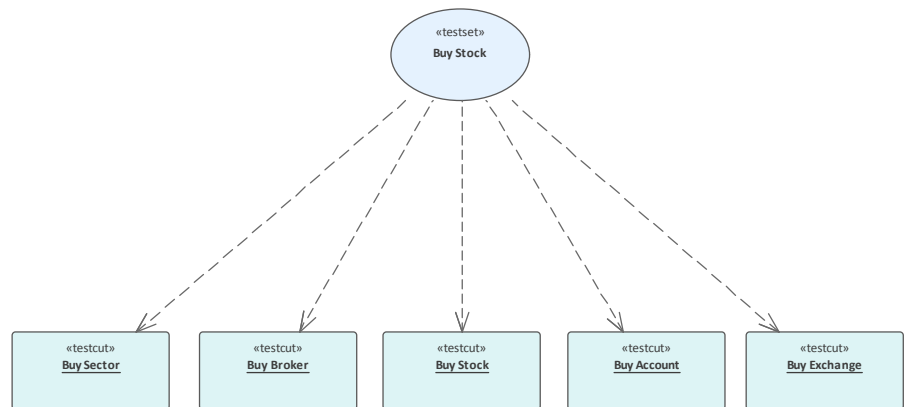 «testset»
Buy Stock
«testcut»
Buy Sector
«testcut»
Buy Broker
«testcut»
Buy Stock
«testcut»
Buy Account
«testcut»
Buy Exchange